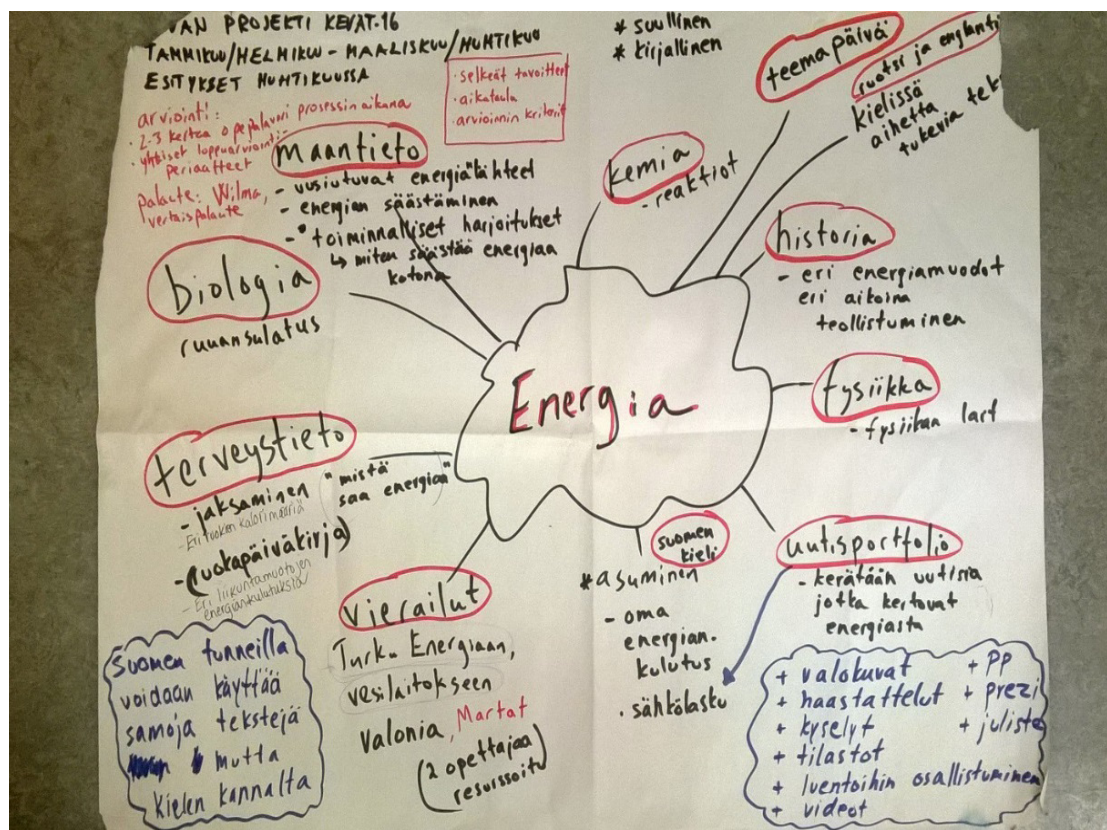 VAN PROJEKTI KEVÄT-16
TAMMIKUU/HELMIKUU - MAALISKUU/HUHTIKUU
ESITYKSET HUHTIKUUSSA
arviointi:
· 2-3 kertaa opepalaveri prosessin aikana
· yhteiset loppuarviointi-
periaatteet
palaute: Wilma,
vertaispalaute
· selkeät tavoitteet
· aikataulu
· arvioinnin kriteerit
* suullinen
* kirjallinen
teemapäivä
ruotsi ja englanti
kielissä
aihetta
tukevia
maantieto
- uusiutuvat energialähteet
- energian säästäminen
- toiminnalliset harjoitukset
↳ miten säästää energiaa
kotona
kemia
- reaktiot
historia
- eri energiamuodot
eri aikoina
teollistuminen
biologia
ruuansulatus
Energia
fysiikka
- fysiikan lait
terveystieto
- jaksaminen
- Eri ruokien kalorimääriä
- ruokapäiväkirja
- Eri liikuntamuotojen
energiankulutuksia
"mistä
saa energian"
vierailut
Turku Energiaan,
vesilaitokseen
valonia, Martat
(2 opettajaa
resurssoitu)
suomen
kieli
* asuminen
- oma
energian.
kulutus
· sähkölasku
uutisportfolio
- kerätään uutisia
jotka kertovat
energiasta
Suomen tunneilla
voidaan käyttää
samoja tekstejä
mutta
kielen kannalta
+ valokuvat
+ haastattelut
+ kyselyt
+ tilastot
+ luentoihin osallistuminen
+ videot
+ PP
+ prezi
+ juliste